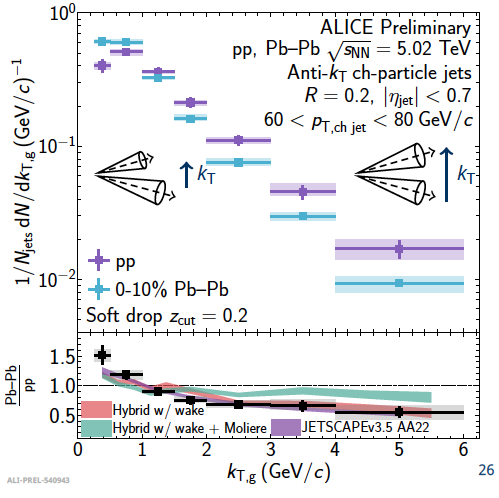 ALICE Preliminary
pp, Pb–Pb √sNN = 5.02 TeV
Anti-kT ch-particle jets
R = 0.2, |ηjet| < 0.7
60 < pT,ch jet < 80 GeV/c
10⁰
10⁻¹
10⁻²
1/Njets dN/dkT,g (GeV/c)⁻¹
kT
kT
pp
0-10% Pb–Pb
Soft drop zcut = 0.2
Pb–Pb
pp
1.5
1.0
0.5
Hybrid w/ wake
Hybrid w/ wake + Moliere
JETSCAPEv3.5 AA22
0 1 2 3 4 5 6
kT,g (GeV/c)
ALI-PREL-540943
26